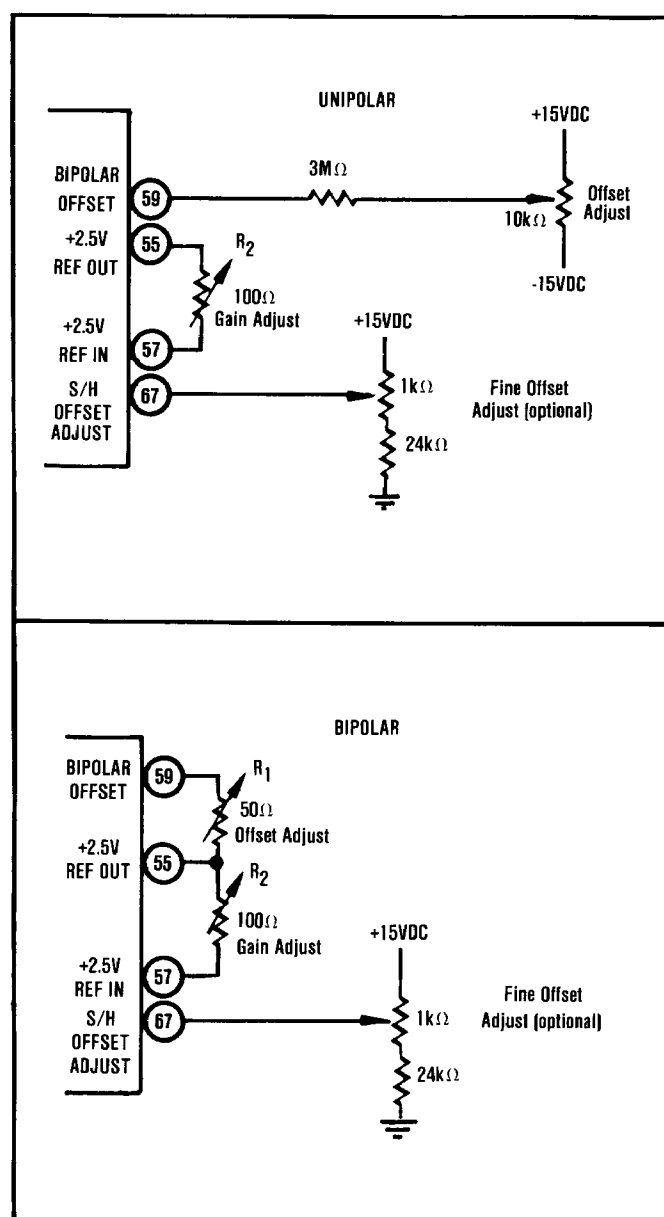 UNIPOLAR
+15VDC
BIPOLAR
OFFSET
59
3MΩ
10kΩ
Offset
Adjust
-15VDC
+2.5V
REF OUT
55
R2
100Ω
Gain Adjust
+2.5V
REF IN
57
S/H
OFFSET
ADJUST
67
+15VDC
1kΩ
24kΩ
Fine Offset
Adjust (optional)
BIPOLAR
BIPOLAR
OFFSET
59
R1
50Ω
Offset Adjust
+2.5V
REF OUT
55
R2
100Ω
Gain Adjust
+2.5V
REF IN
57
S/H
OFFSET
ADJUST
67
+15VDC
1kΩ
24kΩ
Fine Offset
Adjust (optional)